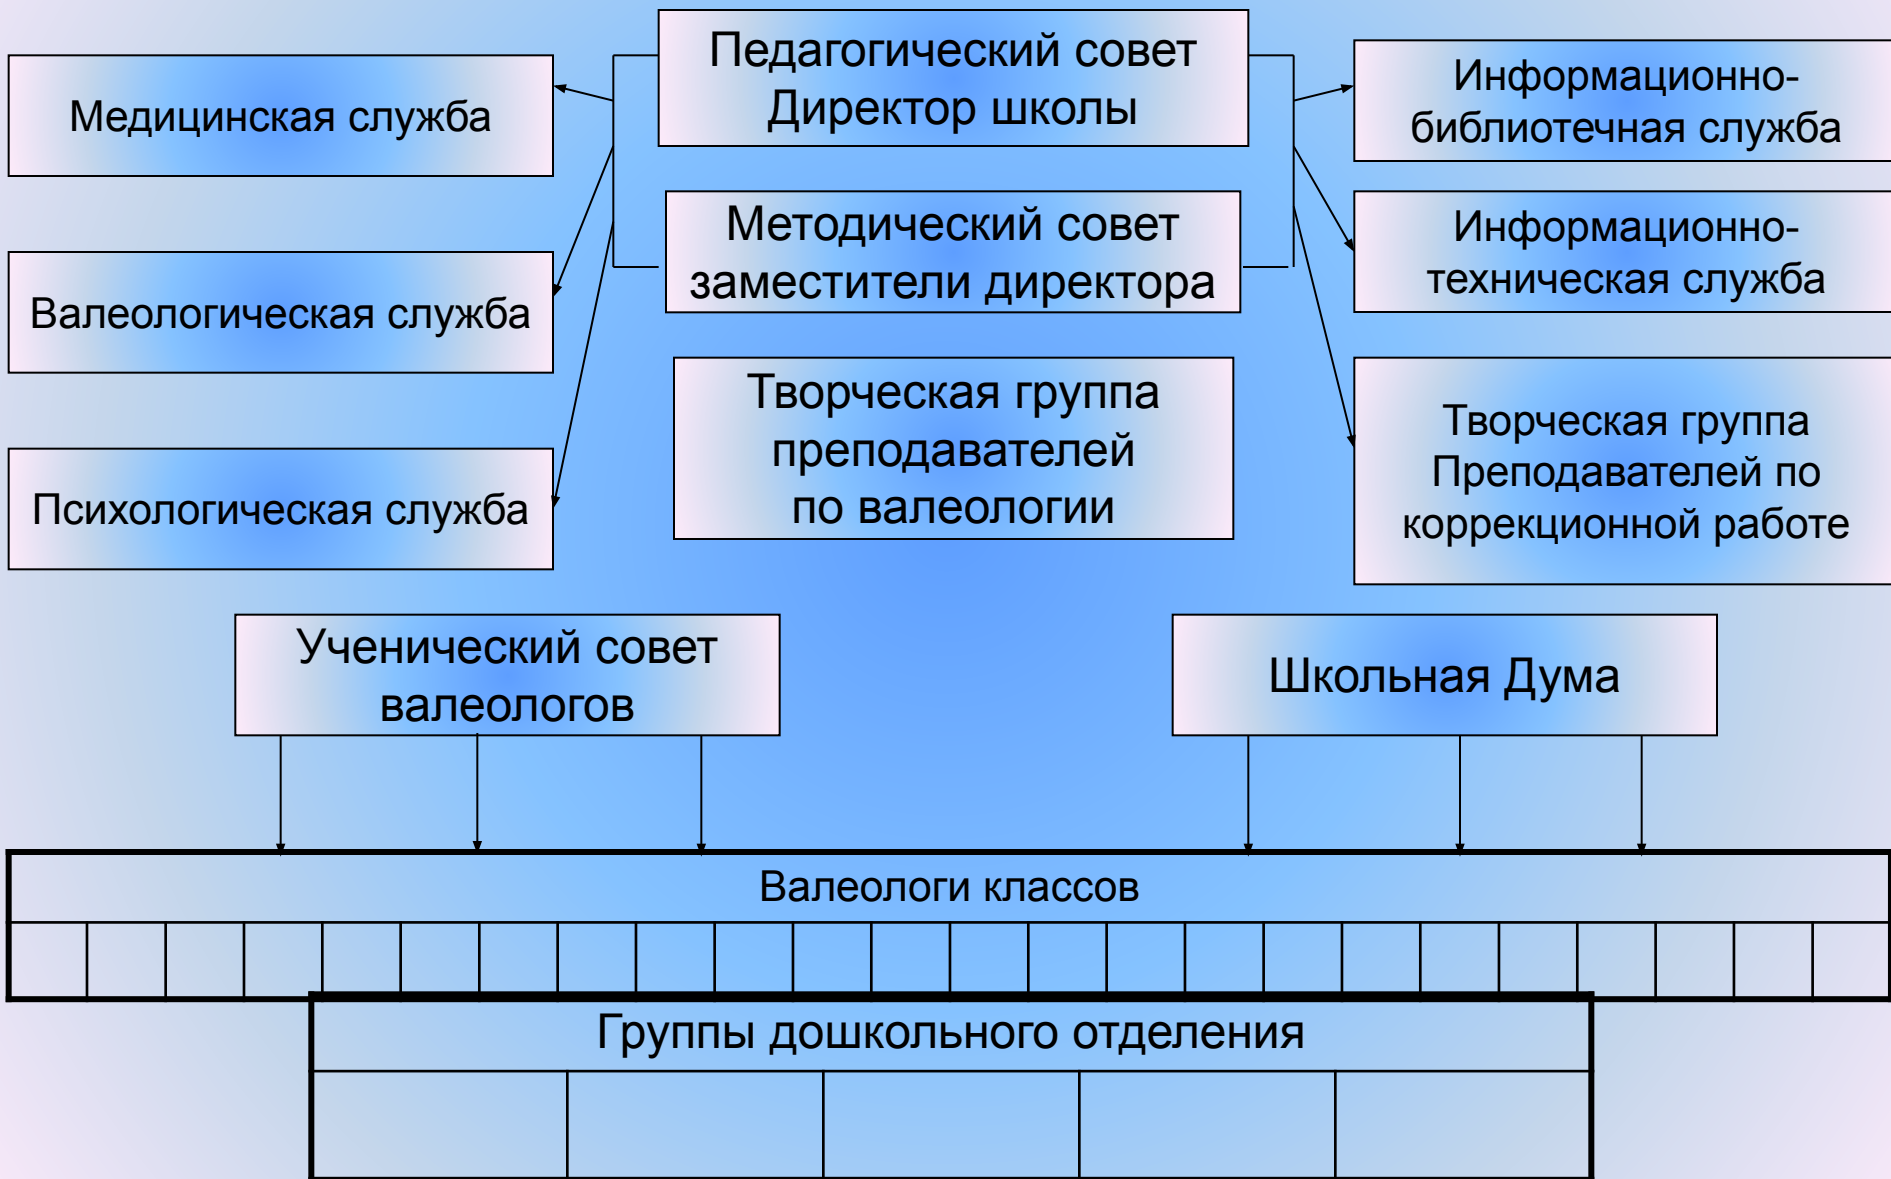 Педагогический совет
Директор школы
Медицинская служба
Информационно-
библиотечная служба
Методический совет
заместители директора
Информационно-
техническая служба
Валеологическая служба
Творческая группа
преподавателей
по валеологии
Творческая группа
Преподавателей по
коррекционной работе
Психологическая служба
Ученический совет
валеологов
Школьная Дума
Валеологи классов
Группы дошкольного отделения